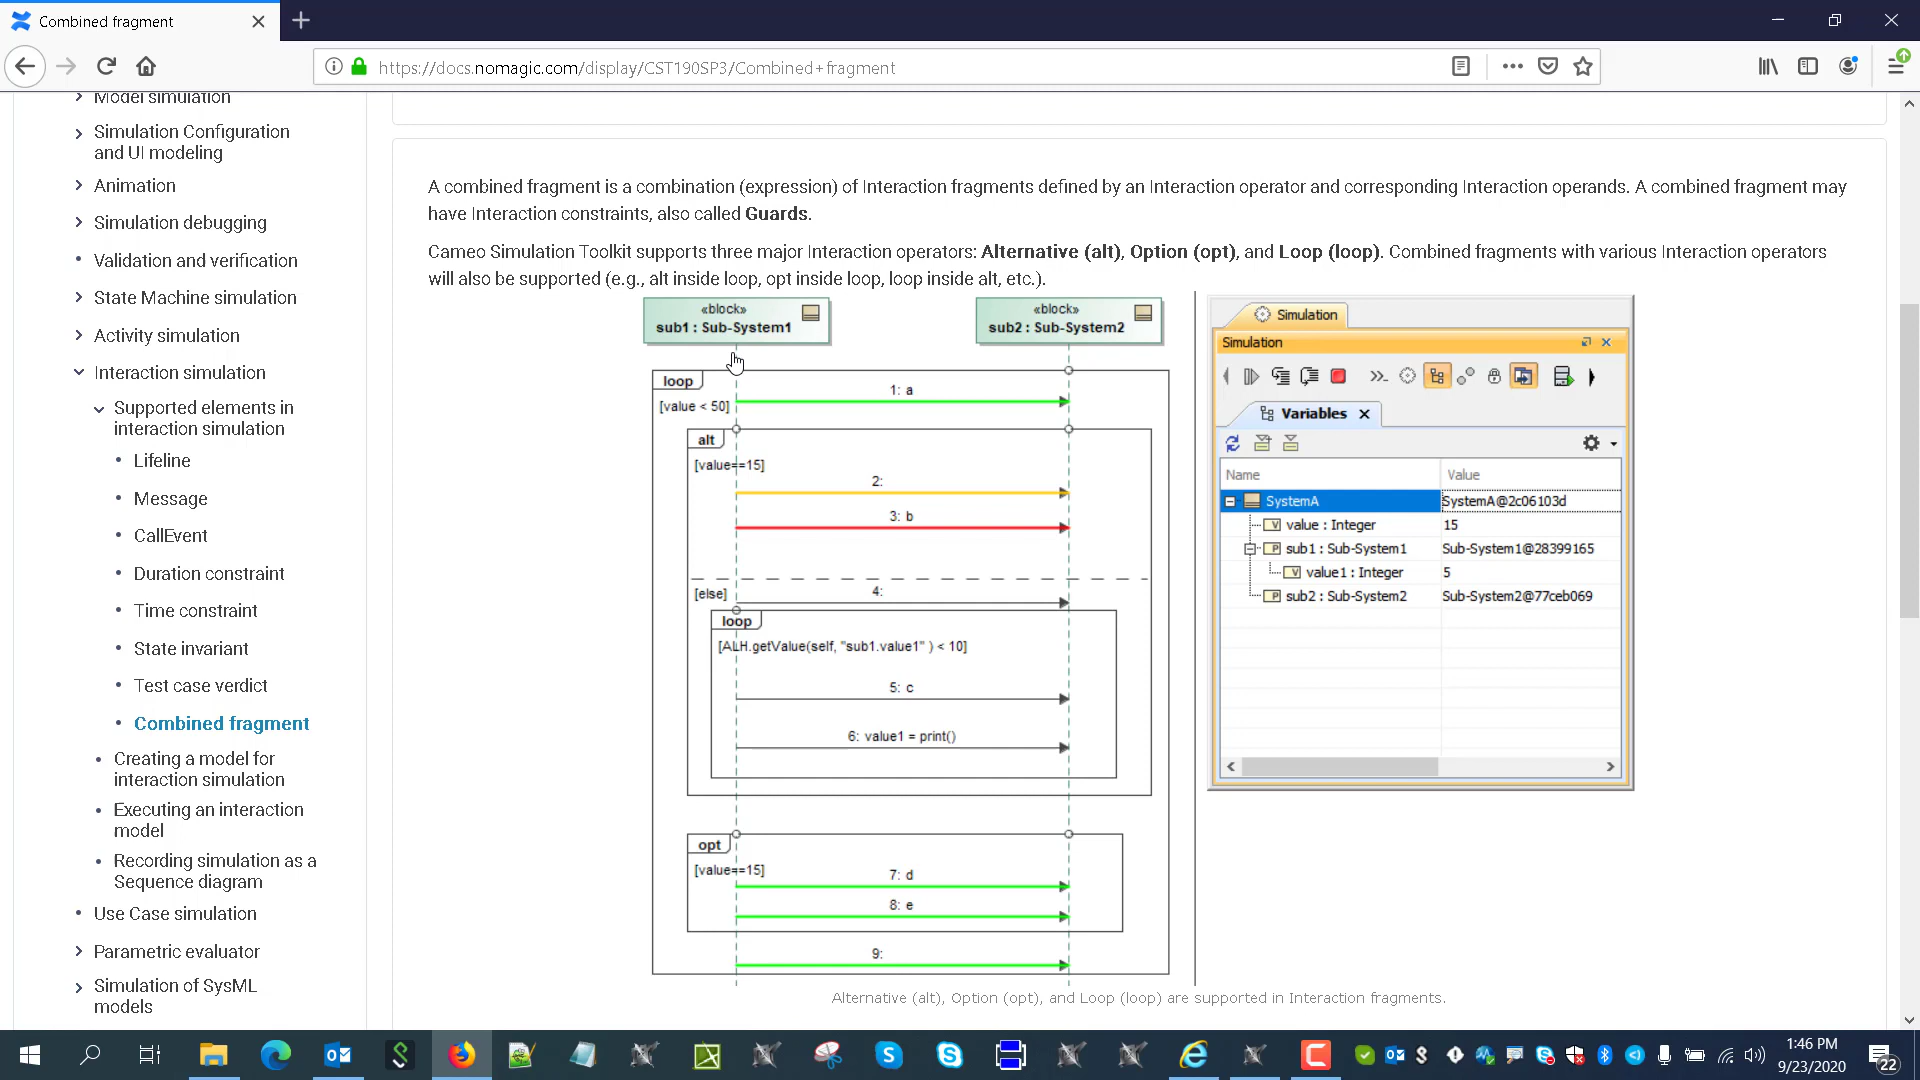 Combined fragment
https://docs.nomagic.com/display/CST190SP3/Combined+fragment
Model simulation
Simulation Configuration
and UI modeling
Animation
Simulation debugging
Validation and verification
State Machine simulation
Activity simulation
Interaction simulation
Supported elements in
interaction simulation
Lifeline
Message
CallEvent
Duration constraint
Time constraint
State invariant
Test case verdict
Combined fragment
Creating a model for
interaction simulation
Executing an interaction
model
Recording simulation as a
Sequence diagram
Use Case simulation
Parametric evaluator
Simulation of SysML
models
A combined fragment is a combination (expression) of Interaction fragments defined by an Interaction operator and corresponding Interaction operands. A combined fragment may
have Interaction constraints, also called Guards.
Cameo Simulation Toolkit supports three major Interaction operators: Alternative (alt), Option (opt), and Loop (loop). Combined fragments with various Interaction operators
will also be supported (e.g., alt inside loop, opt inside loop, loop inside alt, etc.).
«block»
sub1 : Sub-System1
«block»
sub2 : Sub-System2
loop
[value < 50]
1: a
alt
[value==15]
2:
3: b
[else]
4:
loop
[ALH.getValue(self, "sub1.value1" ) < 10]
5: c
6: value1 = print()
opt
[value==15]
7: d
8: e
9:
Simulation
Simulation
Variables
Name Value
SystemA SystemA@2c06103d
value : Integer 15
sub1 : Sub-System1 Sub-System1@28399165
value1 : Integer 5
sub2 : Sub-System2 Sub-System2@77ceb069
Alternative (alt), Option (opt), and Loop (loop) are supported in Interaction fragments.
1:46 PM
9/23/2020
22